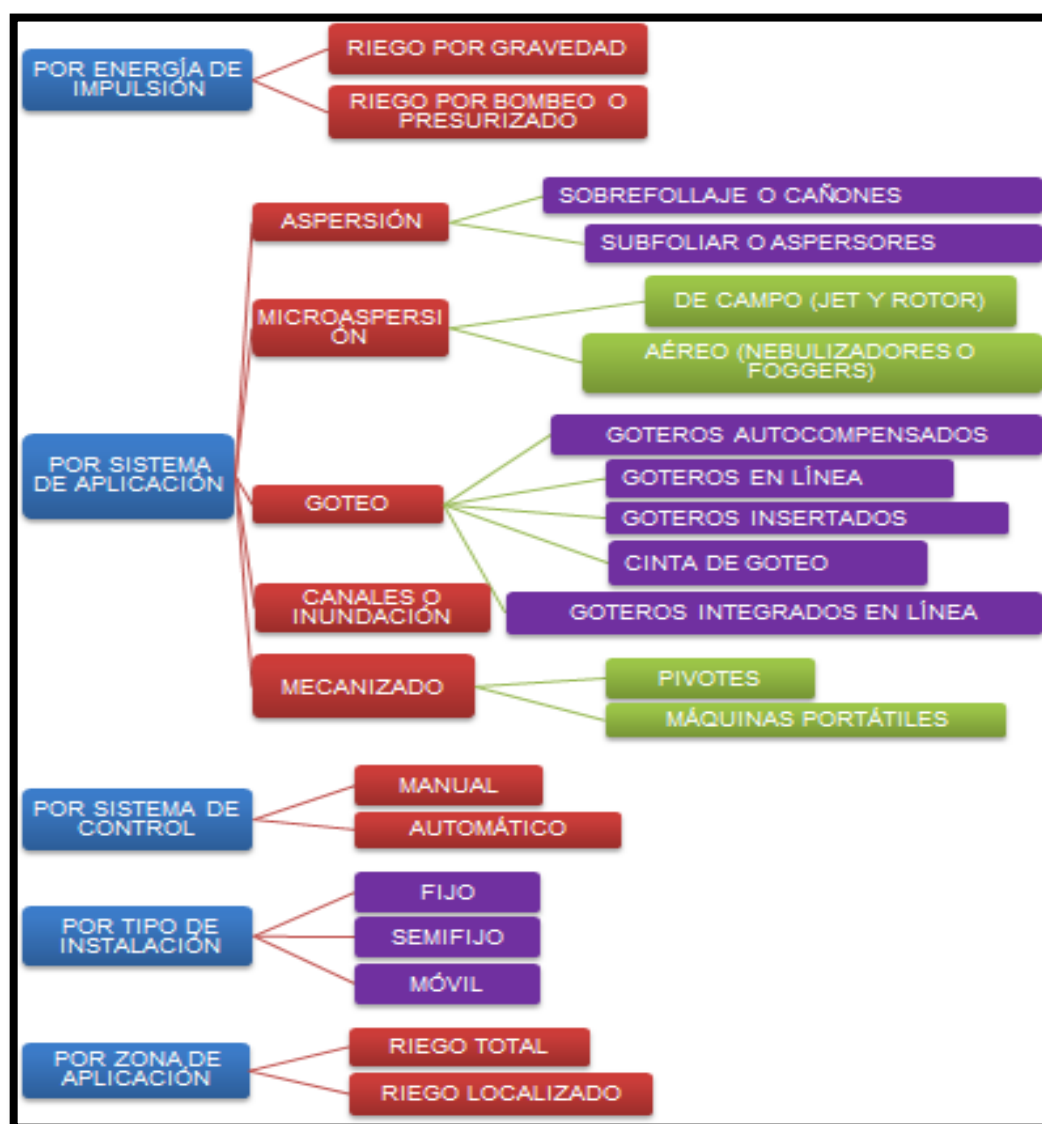 POR ENERGÍA DE
IMPULSIÓN
RIEGO POR GRAVEDAD
RIEGO POR BOMBEO O
PRESURIZADO
POR SISTEMA
DE APLICACIÓN
ASPERSIÓN
SOBREFOLLAJE O CAÑONES
SUBFOLIAR O ASPERSORES
MICROASPERSI
ÓN
DE CAMPO (JET Y ROTOR)
AÉREO (NEBULIZADORES O
FOGGERS)
GOTEO
GOTEROS AUTOCOMPENSADOS
GOTEROS EN LÍNEA
GOTEROS INSERTADOS
CINTA DE GOTEO
GOTEROS INTEGRADOS EN LÍNEA
CANALES O
INUNDACIÓN
MECANIZADO
PIVOTES
MÁQUINAS PORTÁTILES
POR SISTEMA DE
CONTROL
MANUAL
AUTOMÁTICO
POR TIPO DE
INSTALACIÓN
FIJO
SEMIFIJO
MÓVIL
POR ZONA DE
APLICACIÓN
RIEGO TOTAL
RIEGO LOCALIZADO